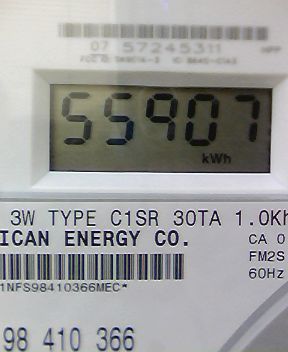 07 57245311
55907
kWh
3W TYPE C1SR 30TA 1.0Kh
ICAN ENERGY CO.
CA 0
FM2S
60Hz
1NFS98410366MEC*
98 410 366